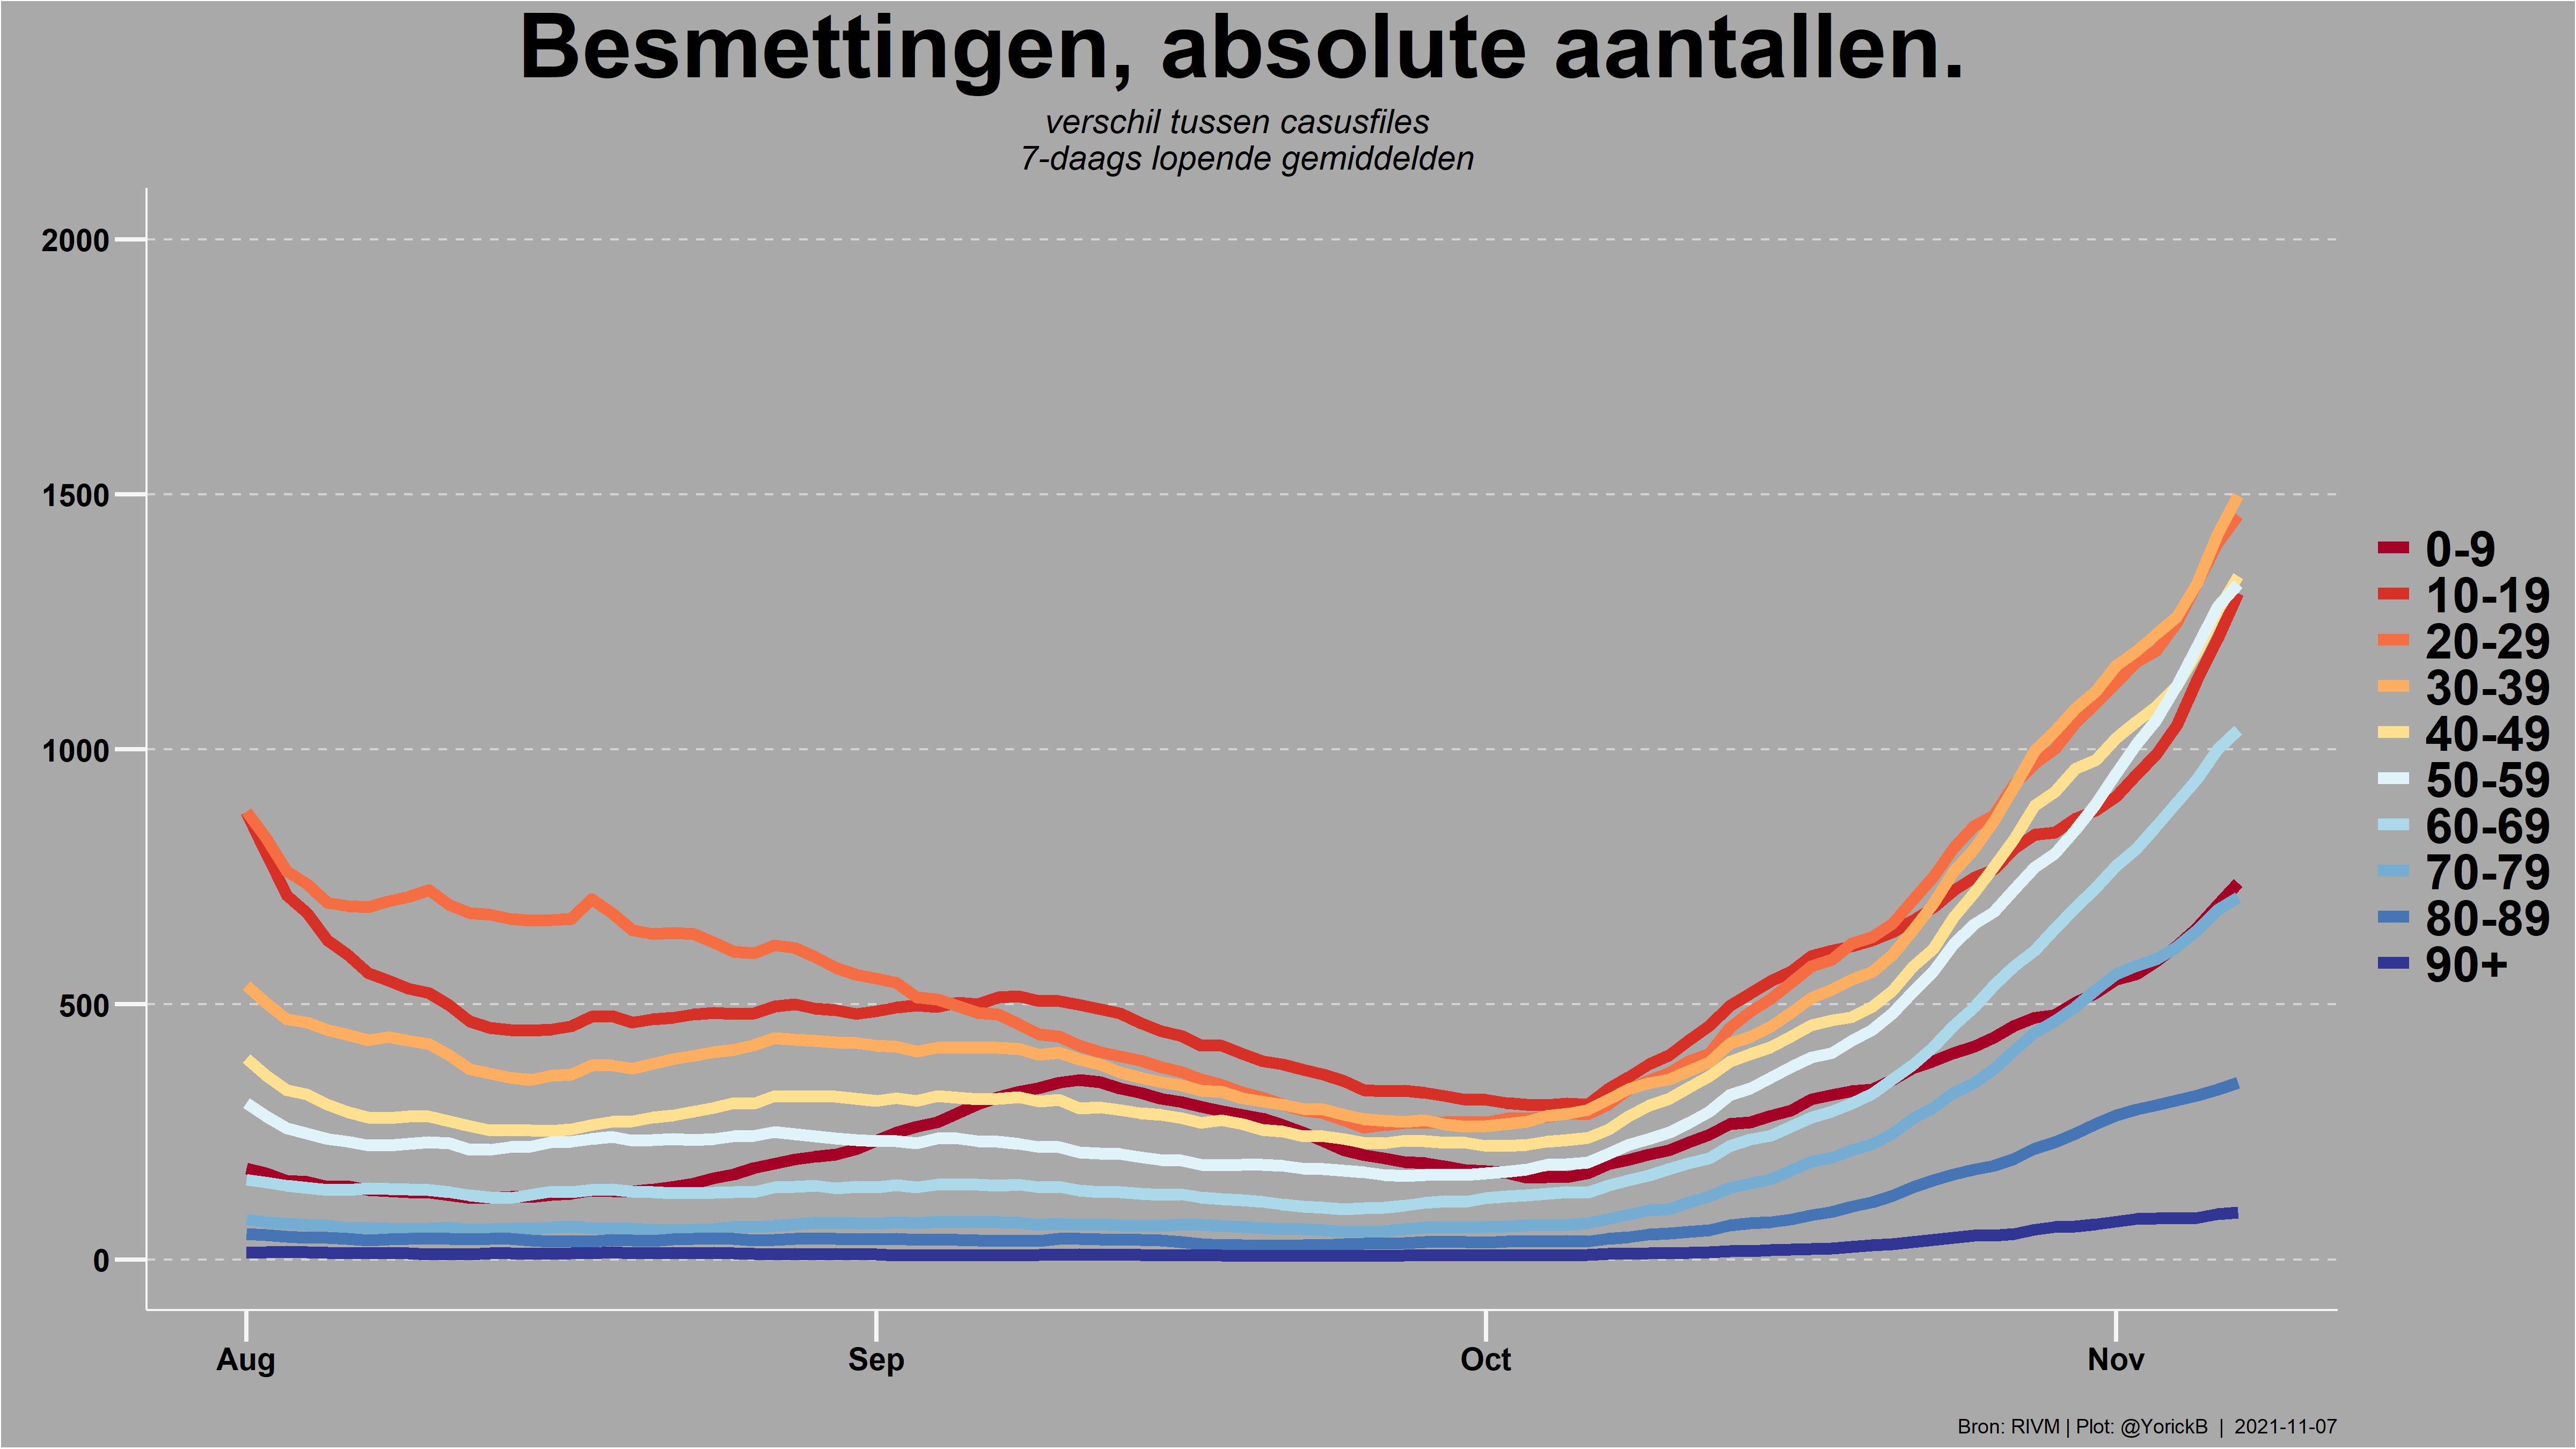 Besmettingen, absolute aantallen.
verschil tussen casusfiles
7-daags lopende gemiddelden
2000
1500
1000
500
0
Aug
Sep
Oct
Nov
0-9
10-19
20-29
30-39
40-49
50-59
60-69
70-79
80-89
90+
Bron: RIVM | Plot: @YorickB | 2021-11-07